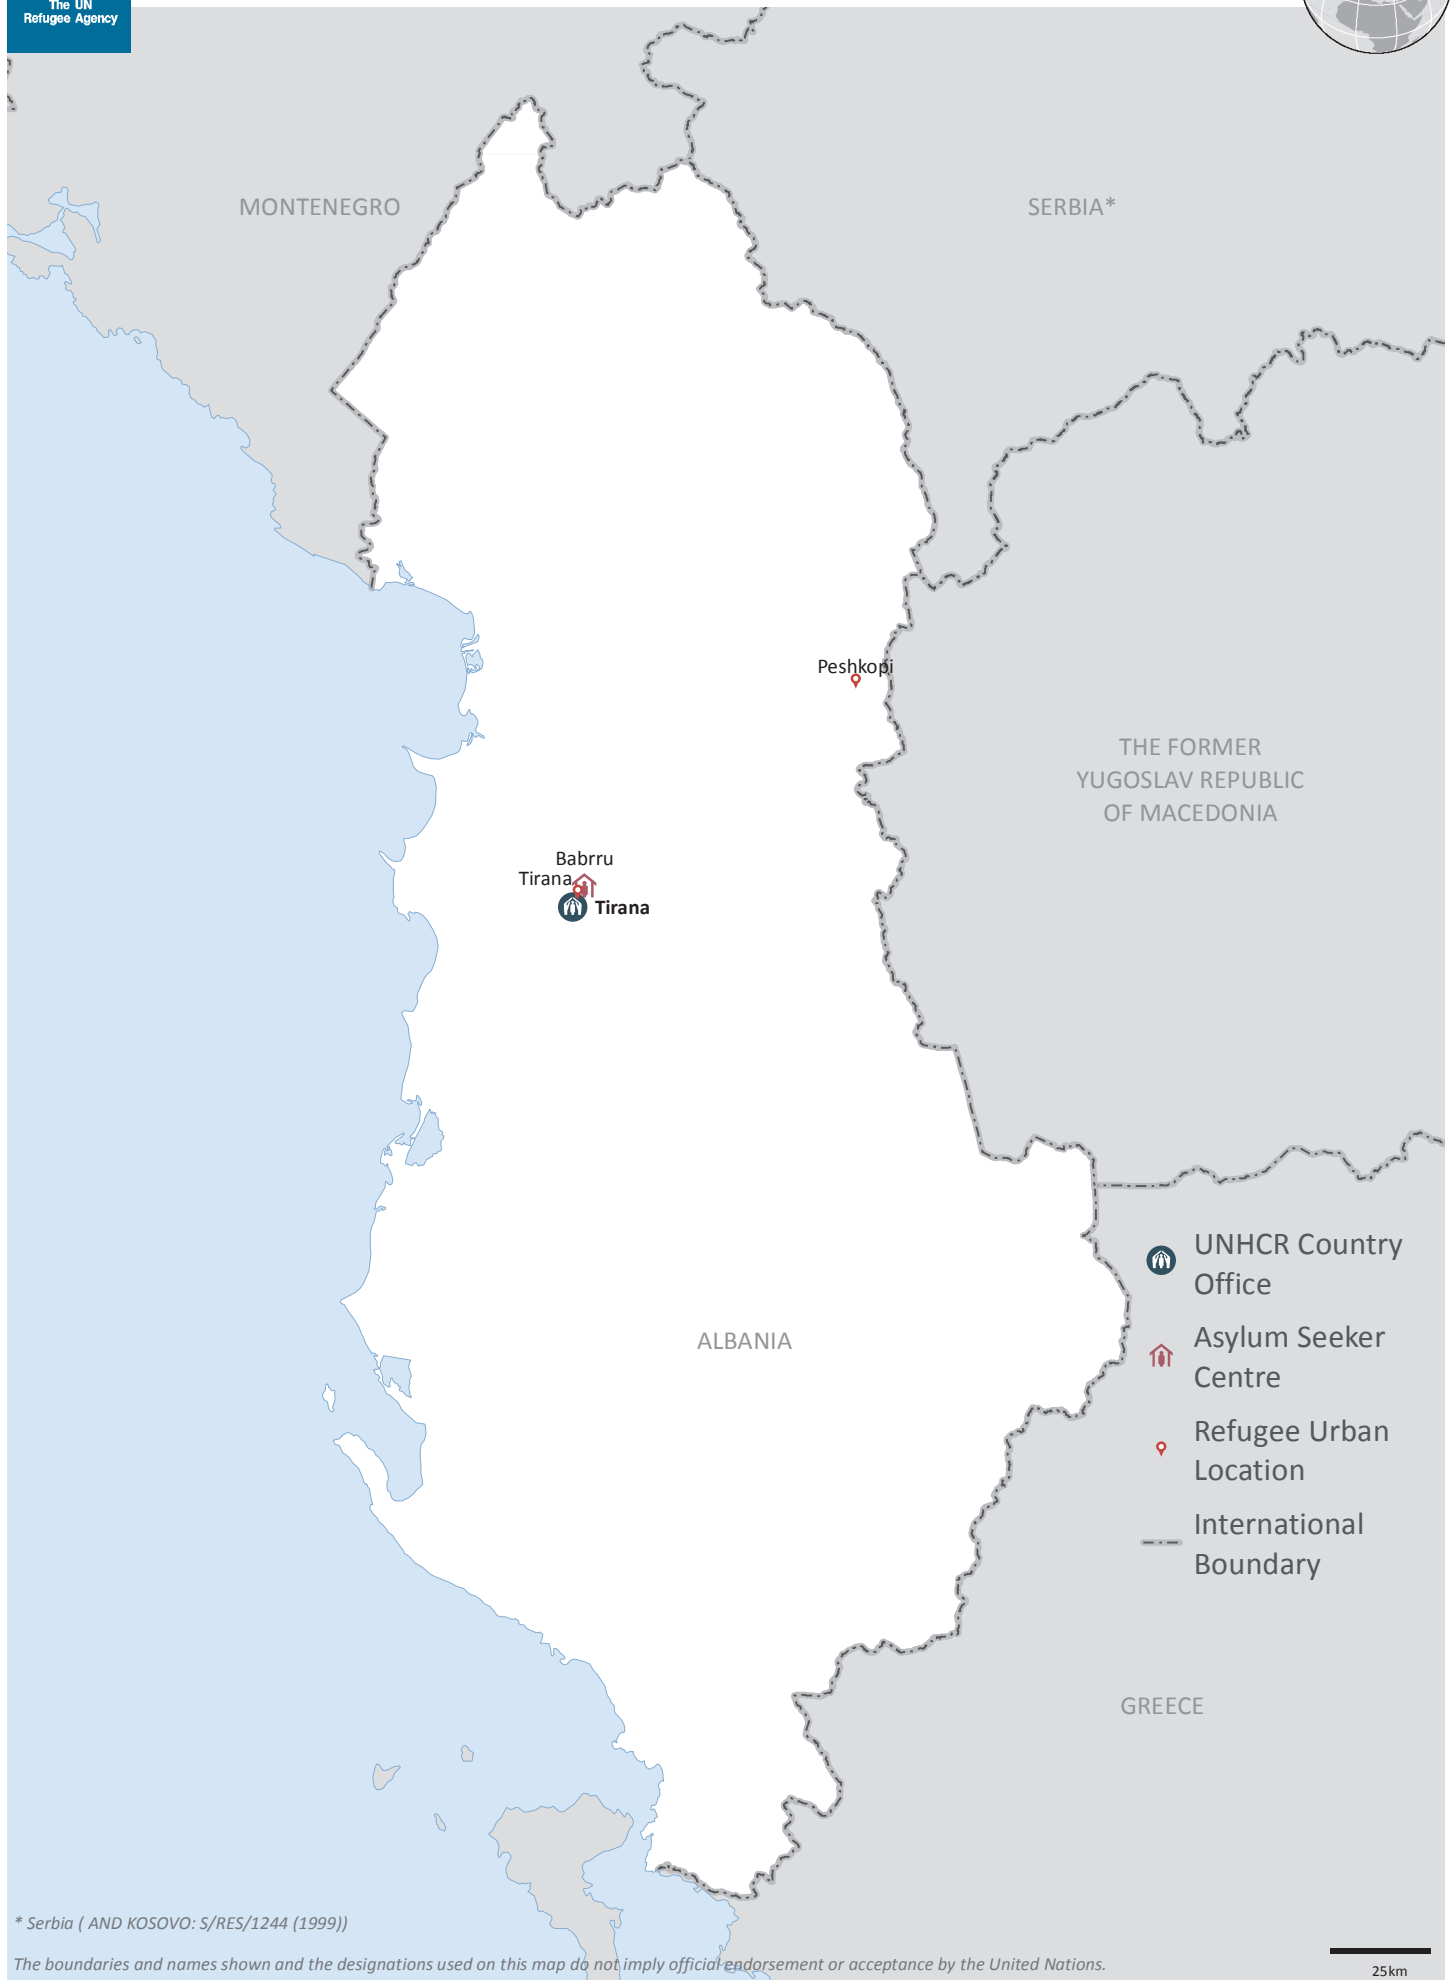 The UN
Refugee Agency
MONTENEGRO
SERBIA*
Peshkopi
THE FORMER
YUGOSLAV REPUBLIC
OF MACEDONIA
Babrru
Tirana
Tirana
UNHCR Country
Office
Asylum Seeker
Centre
ALBANIA
Refugee Urban
Location
International
Boundary
GREECE
* Serbia ( AND KOSOVO: S/RES/1244 (1999))
The boundaries and names shown and the designations used on this map do not imply official endorsement or acceptance by the United Nations.
25km